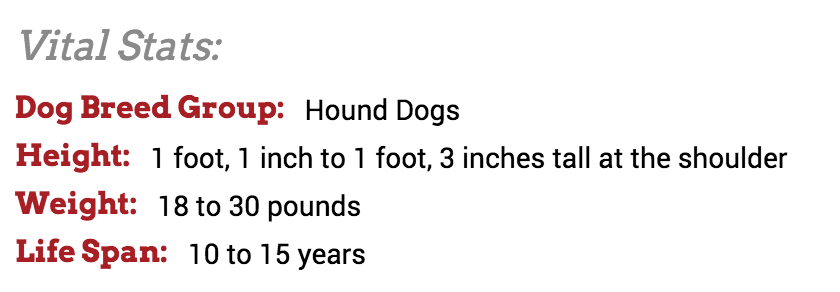 Vital Stats:
Dog Breed Group: Hound Dogs
Height: 1 foot, 1 inch to 1 foot, 3 inches tall at the shoulder
Weight: 18 to 30 pounds
Life Span: 10 to 15 years